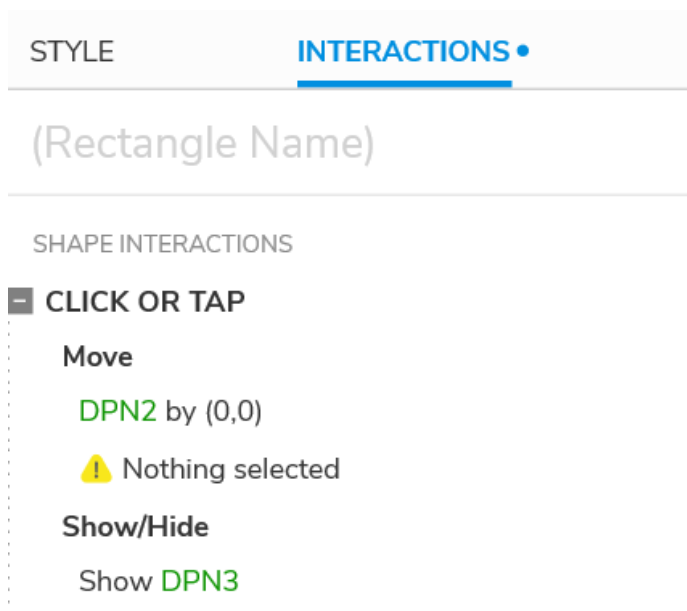 STYLE INTERACTIONS
(Rectangle Name)
SHAPE INTERACTIONS
CLICK OR TAP
Move
DPN2 by (0,0)
Nothing selected
Show/Hide
Show DPN3